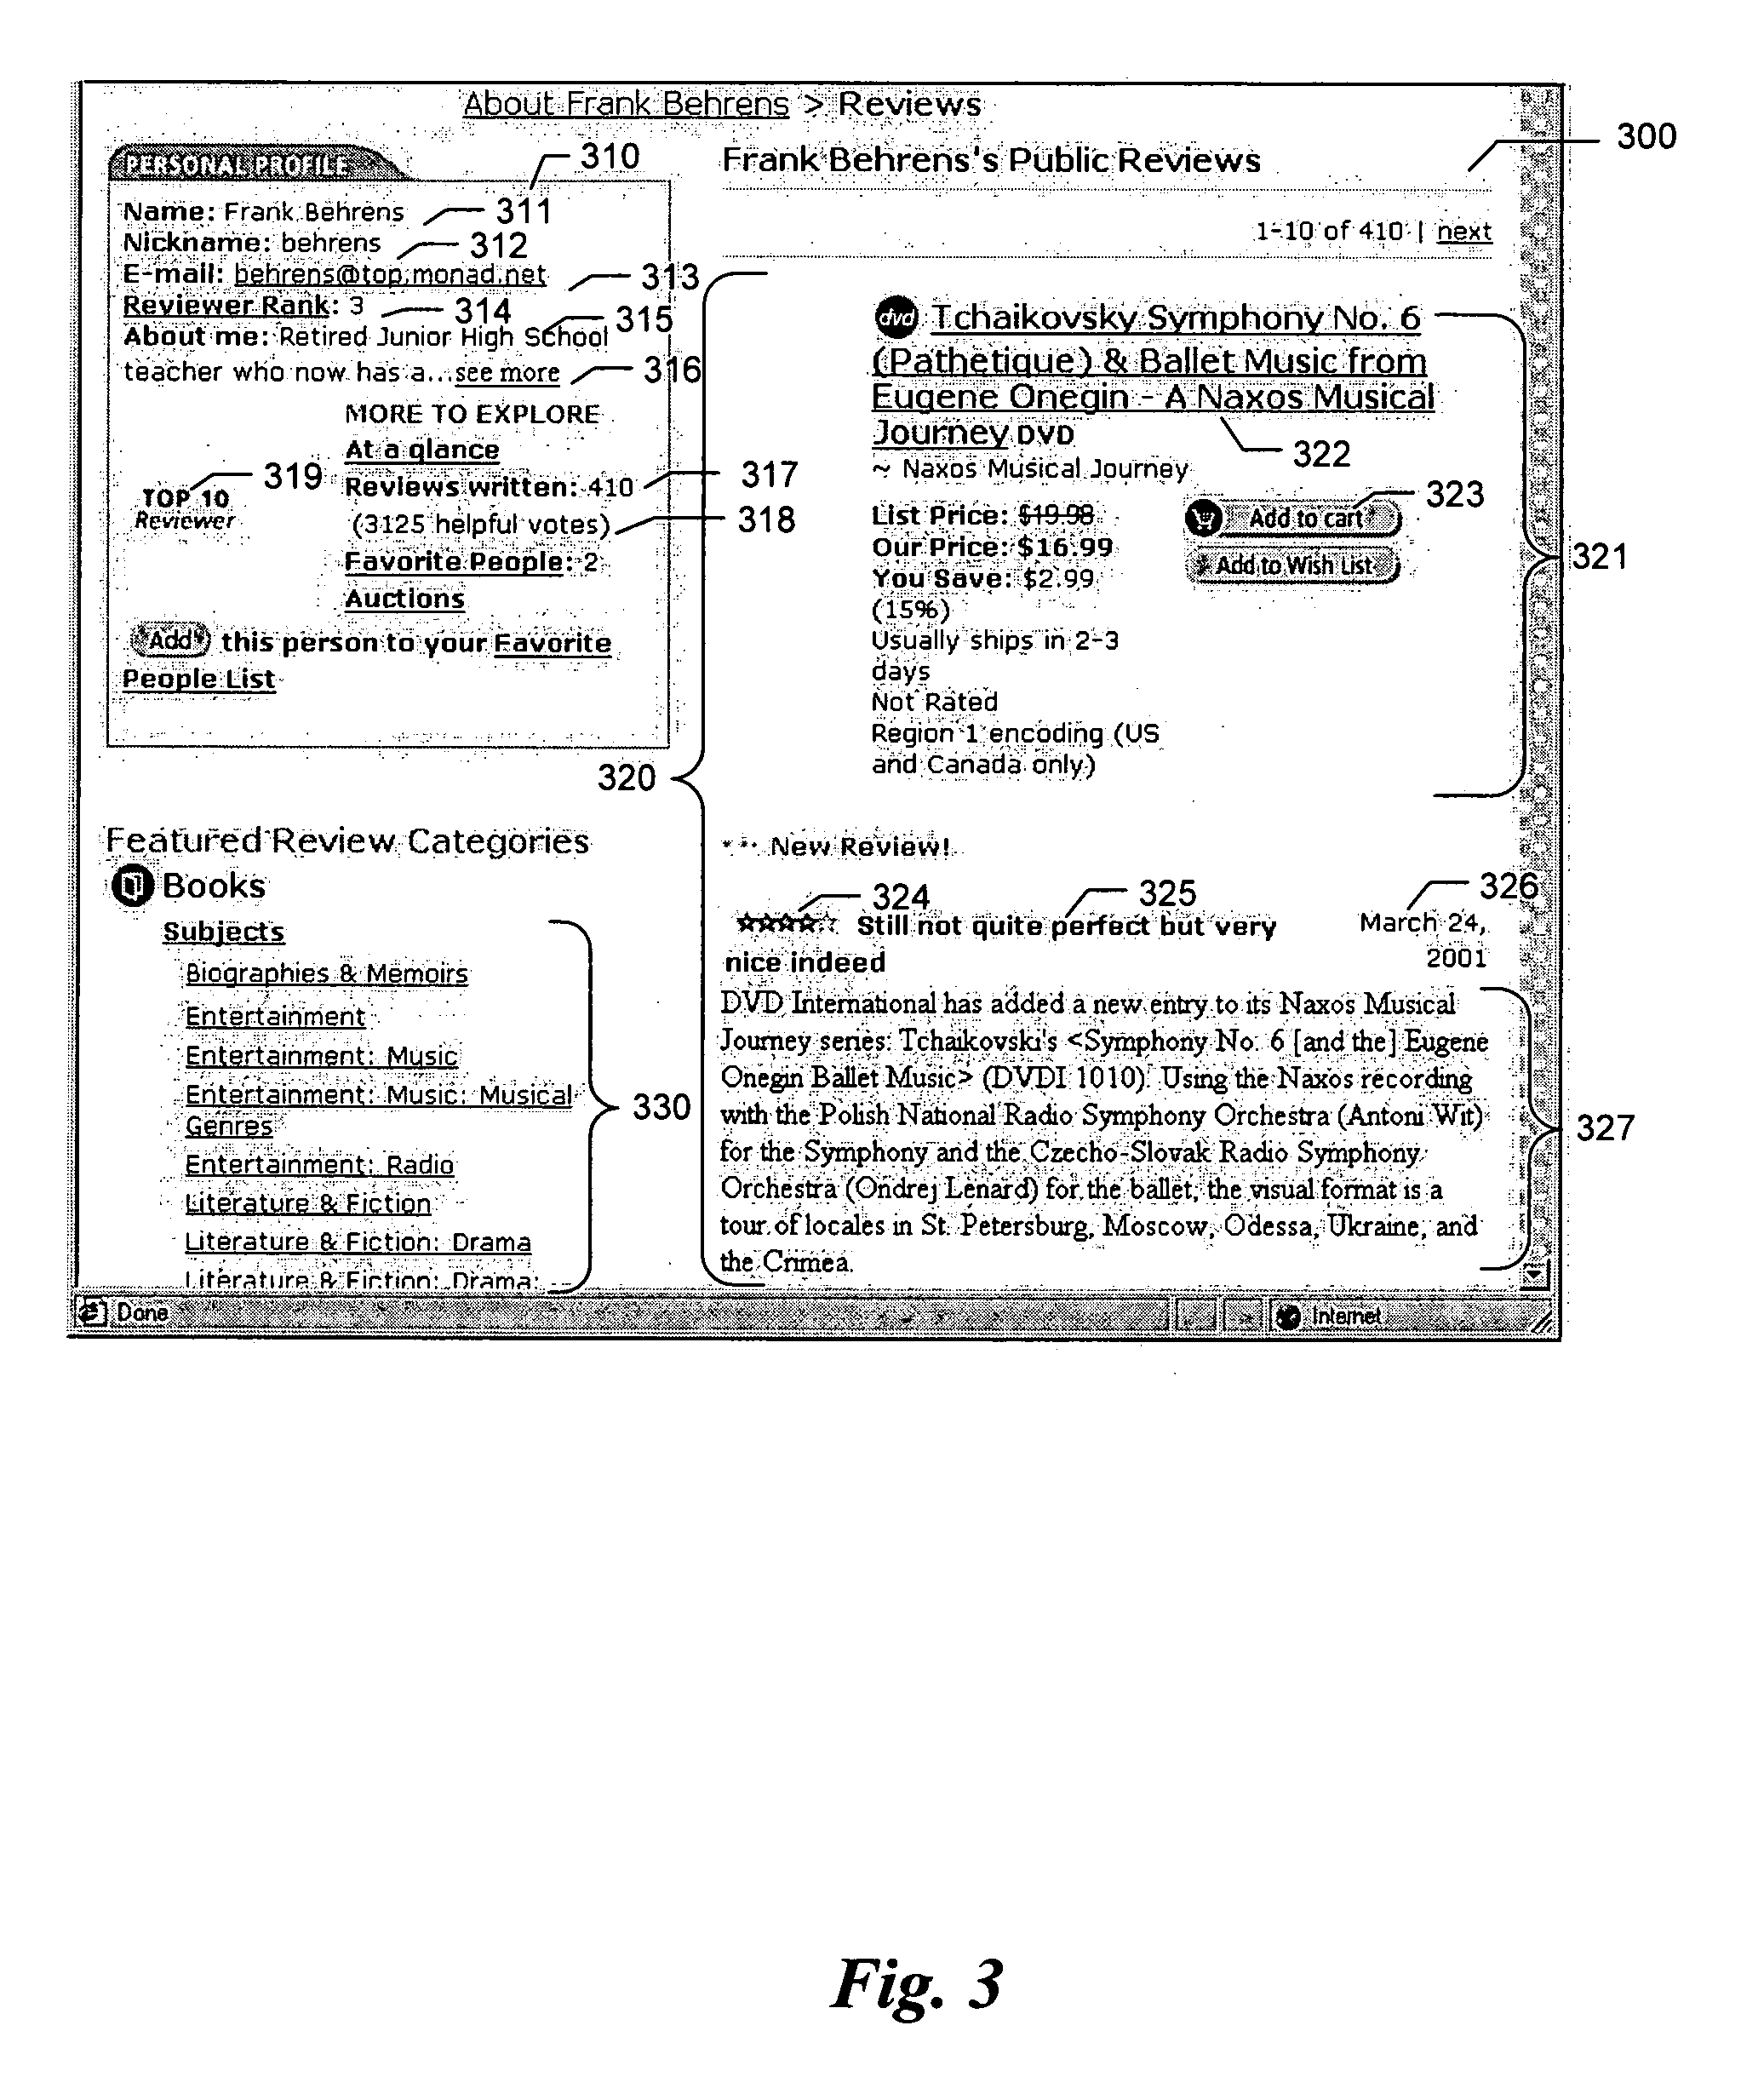 About Frank Behrens > Reviews
PERSONAL PROFILE
310
Name: Frank Behrens
311
Nickname: behrens
312
E-mail: behrens@top.monad.net
313
Reviewer Rank: 3
314
About me: Retired Junior High School
315
teacher who now has a...see more
316
MORE TO EXPLORE
At a glance
319
TOP 10
Reviewer
Reviews written: 410
317
(3125 helpful votes)
318
Favorite People: 2
Auctions
Add this person to your Favorite
People List
320
Featured Review Categories
Books
Subjects
Biographies & Memoirs
Entertainment
Entertainment: Music
Entertainment: Music: Musical
Genres
Entertainment: Radio
Literature & Fiction
Literature & Fiction: Drama
Literature & Fiction: Drama:
330
Frank Behrens's Public Reviews
300
1-10 of 410 | next
dvd Tchaikovsky Symphony No. 6
(Pathetique) & Ballet Music from
Eugene Onegin - A Naxos Musical
Journey DVD
322
~ Naxos Musical Journey
List Price: $19.98
Our Price: $16.99
You Save: $2.99
(15%)
Usually ships in 2-3
days
Not Rated
Region 1 encoding (US
and Canada only)
323
Add to cart
Add to Wish List
321
New Review!
324
325
326
Still not quite perfect but very
nice indeed
March 24,
2001
DVD International has added a new entry to its Naxos Musical
Journey series: Tchaikovski's <Symphony No. 6 [and the] Eugene
Onegin Ballet Music> (DVDI 1010). Using the Naxos recording
with the Polish National Radio Symphony Orchestra (Antoni Wit)
for the Symphony and the Czecho-Slovak Radio Symphony
Orchestra (Ondrej Lenard) for the ballet, the visual format is a
tour of locales in St. Petersburg, Moscow, Odessa, Ukraine, and
the Crimea.
327
Done
Internet
Fig. 3